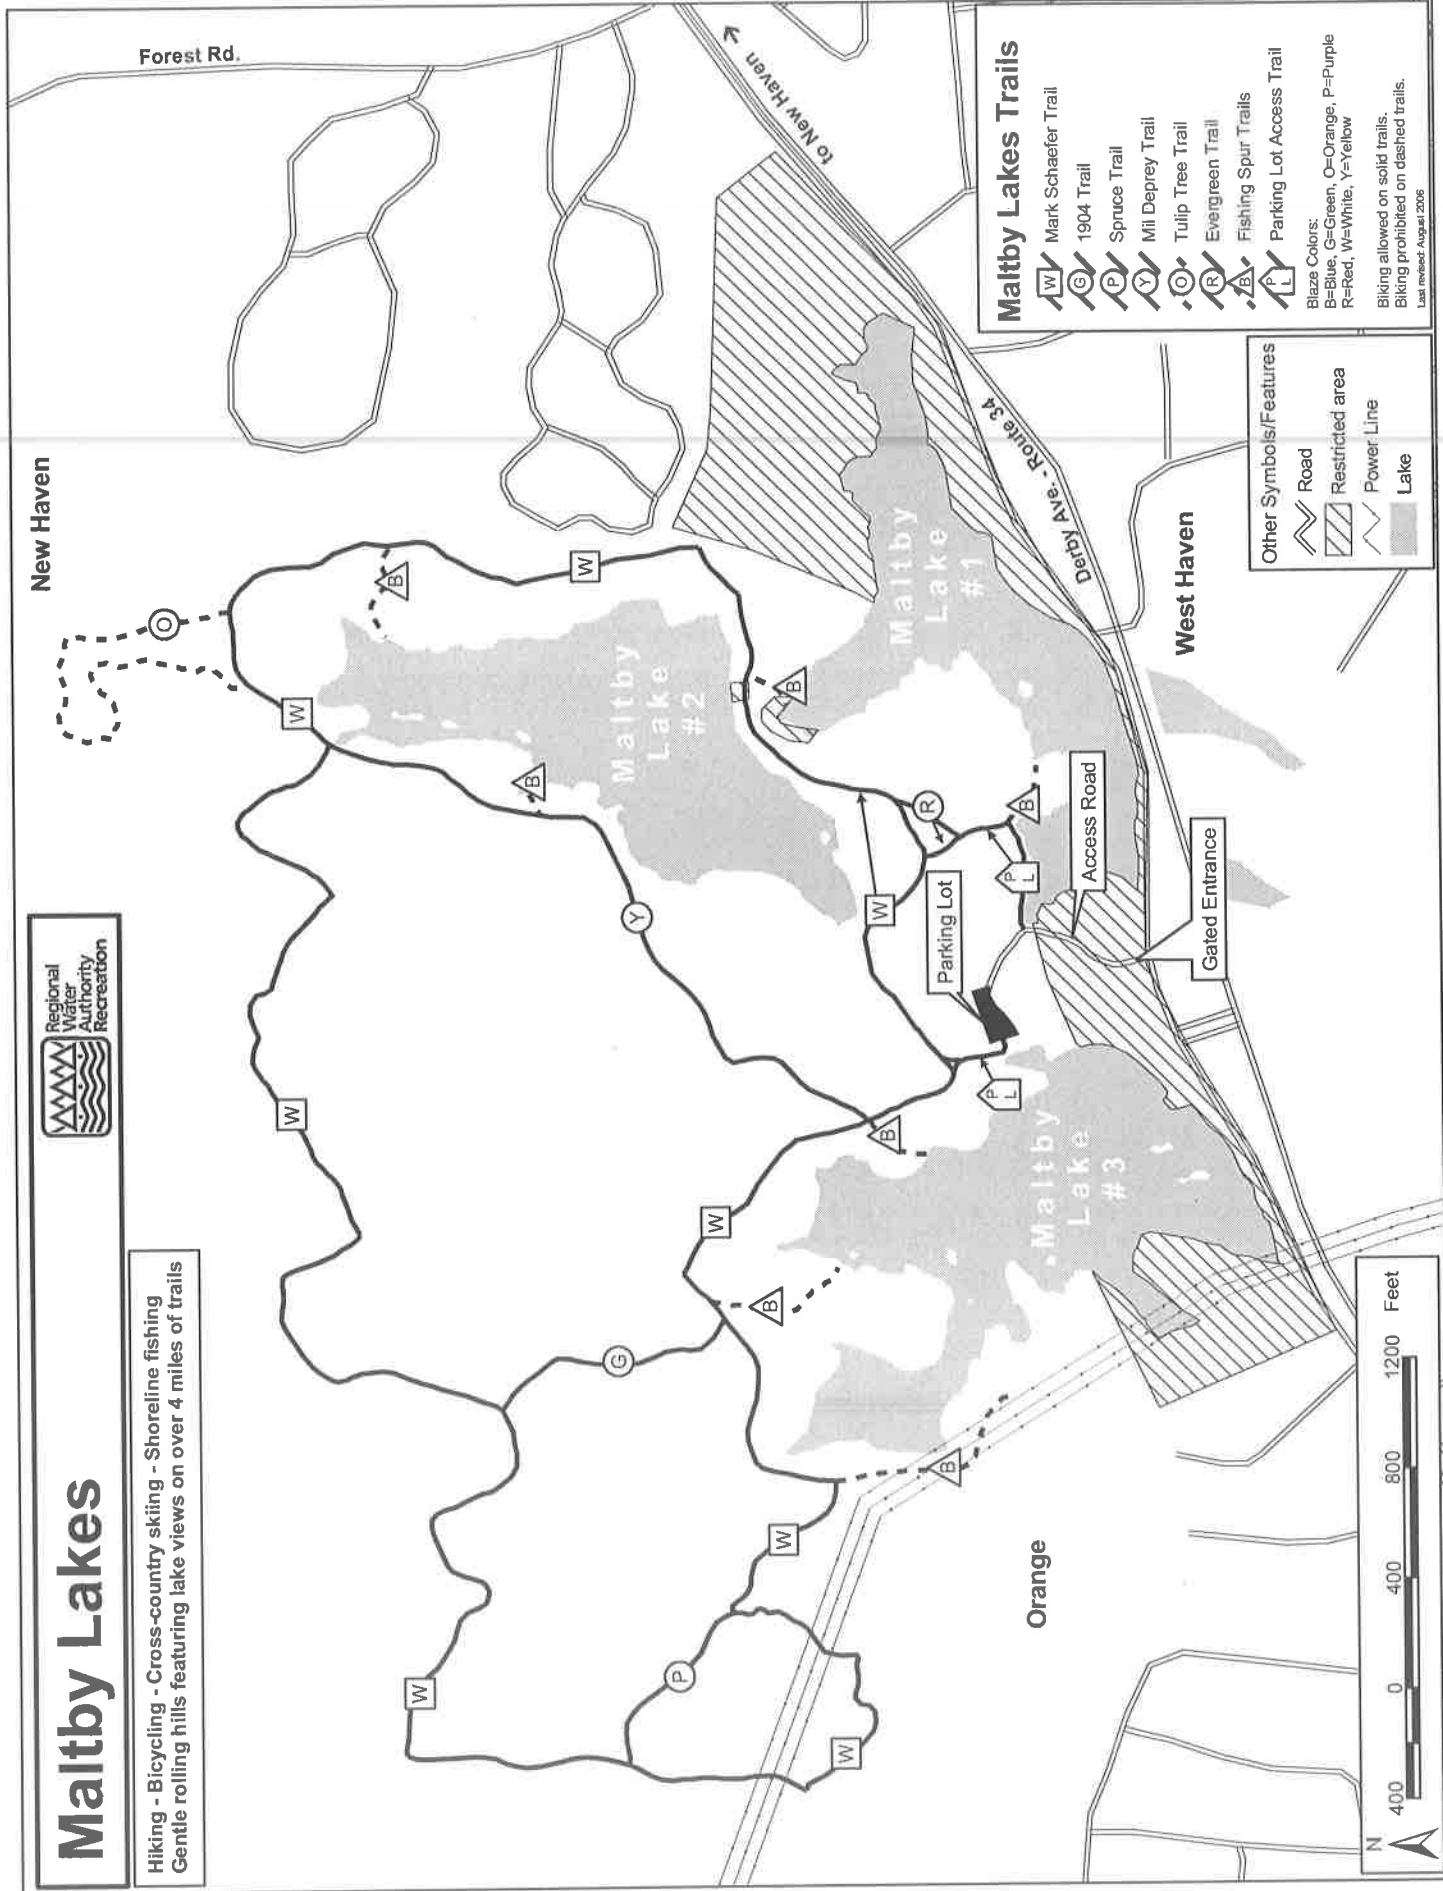 Maltby Lakes
Regional
Water
Authority
Recreation
Hiking - Bicycling - Cross-country skiing - Shoreline fishing
Gentle rolling hills featuring lake views on over 4 miles of trails
New Haven
Forest Rd.
O
W
B
W
W
B
W
Maltby
Lake
#2
Y
B
Maltby
Lake
#1
to New Haven
G
W
B
W
R
B
P
L
Parking Lot
Access Road
Gated Entrance
Derby Ave. - Route 34
West Haven
W
P
W
B
B
P
L
Maltby
Lake
#3
W
Orange
Maltby Lakes Trails
W Mark Schaefer Trail
G 1904 Trail
P Spruce Trail
Y Mil Deprey Trail
O Tulip Tree Trail
R Evergreen Trail
B Fishing Spur Trails
P L Parking Lot Access Trail
Blaze Colors:
B=Blue, G=Green, O=Orange, P=Purple
R=Red, W=White, Y=Yellow
Biking allowed on solid trails.
Biking prohibited on dashed trails.
Last revised: August 2006
Other Symbols/Features
Road
Restricted area
Power Line
Lake
N
400 0 400 800 1200 Feet